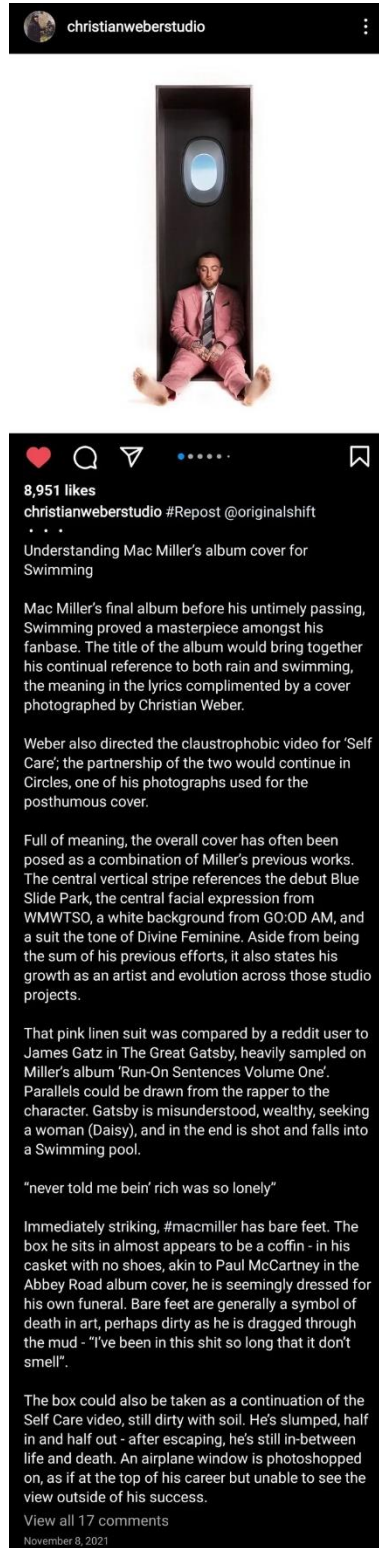 christianweberstudio
8,951 likes
christianweberstudio #Repost @originalshift
• • •
Understanding Mac Miller’s album cover for
Swimming
Mac Miller’s final album before his untimely passing,
Swimming proved a masterpiece amongst his
fanbase. The title of the album would bring together
his continual reference to both rain and swimming,
the meaning in the lyrics complimented by a cover
photographed by Christian Weber.
Weber also directed the claustrophobic video for ‘Self
Care’; the partnership of the two would continue in
Circles, one of his photographs used for the
posthumous cover.
Full of meaning, the overall cover has often been
posed as a combination of Miller’s previous works.
The central vertical stripe references the debut Blue
Slide Park, the central facial expression from
WMWTSO, a white background from GO:OD AM, and
a suit the tone of Divine Feminine. Aside from being
the sum of his previous efforts, it also states his
growth as an artist and evolution across those studio
projects.
That pink linen suit was compared by a reddit user to
James Gatz in The Great Gatsby, heavily sampled on
Miller’s album ‘Run-On Sentences Volume One’.
Parallels could be drawn from the rapper to the
character. Gatsby is misunderstood, wealthy, seeking
a woman (Daisy), and in the end is shot and falls into
a Swimming pool.
“never told me bein’ rich was so lonely”
Immediately striking, #macmiller has bare feet. The
box he sits in almost appears to be a coffin - in his
casket with no shoes, akin to Paul McCartney in the
Abbey Road album cover, he is seemingly dressed for
his own funeral. Bare feet are generally a symbol of
death in art, perhaps dirty as he is dragged through
the mud - “I’ve been in this shit so long that it don’t
smell”.
The box could also be taken as a continuation of the
Self Care video, still dirty with soil. He’s slumped, half
in and half out - after escaping, he’s still in-between
life and death. An airplane window is photoshopped
on, as if at the top of his career but unable to see the
view outside of his success.
View all 17 comments
November 8, 2021